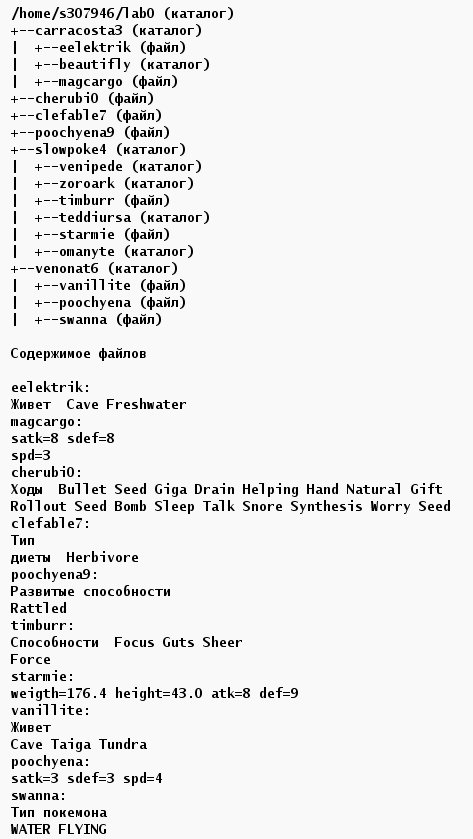 /home/s307946/lab0 (каталог)
+--carracosta3 (каталог)
|  +--eelektrik (файл)
|  +--beautifly (каталог)
|  +--magcargo (файл)
+--cherubi0 (файл)
+--clefable7 (файл)
+--poochyena9 (файл)
+--slowpoke4 (каталог)
|  +--venipede (каталог)
|  +--zoroark (каталог)
|  +--timburr (файл)
|  +--teddiursa (каталог)
|  +--starmie (файл)
|  +--omanyte (каталог)
+--venonat6 (каталог)
|  +--vanillite (файл)
|  +--poochyena (файл)
|  +--swanna (файл)
Содержимое файлов
eelektrik:
Живет  Cave Freshwater
magcargo:
satk=8 sdef=8
spd=3
cherubi0:
Ходы  Bullet Seed Giga Drain Helping Hand Natural Gift
Rollout Seed Bomb Sleep Talk Snore Synthesis Worry Seed
clefable7:
Тип
диеты  Herbivore
poochyena9:
Развитые способности
Rattled
timburr:
Способности  Focus Guts Sheer
Force
starmie:
weigth=176.4 height=43.0 atk=8 def=9
vanillite:
Живет
Cave Taiga Tundra
poochyena:
satk=3 sdef=3 spd=4
swanna:
Тип покемона
WATER FLYING